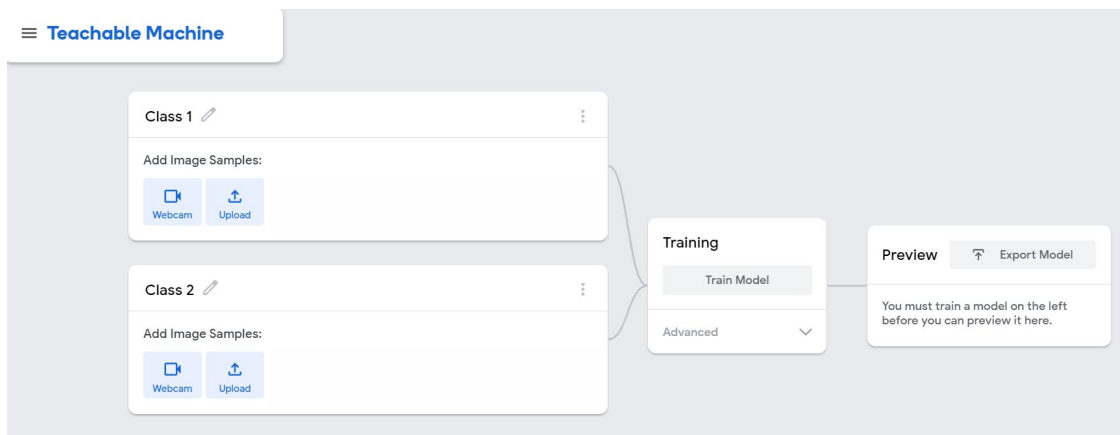 Teachable Machine
Class 1
Add Image Samples:
Webcam
Upload
Class 2
Add Image Samples:
Webcam
Upload
Training
Train Model
Advanced
Preview
Export Model
You must train a model on the left
before you can preview it here.